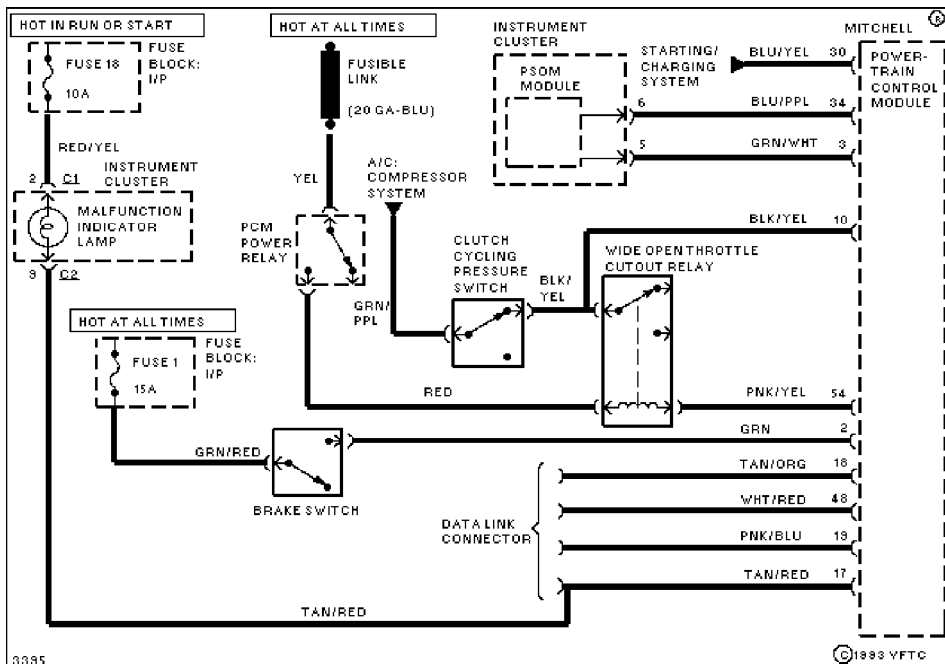 HOT IN RUN OR START
FUSE 18
10A
FUSE
BLOCK:
I/P
RED/YEL
2 C1
INSTRUMENT
CLUSTER
MALFUNCTION
INDICATOR
LAMP
9 C2
HOT AT ALL TIMES
FUSIBLE
LINK
(20 GA-BLU)
YEL
A/C:
COMPRESSOR
SYSTEM
PCM
POWER
RELAY
GRN/
PPL
CLUTCH
CYCLING
PRESSURE
SWITCH
BLK/
YEL
INSTRUMENT
CLUSTER
PSOM
MODULE
6
5
STARTING/
CHARGING
SYSTEM
MITCHELL
R
POWER-
TRAIN
CONTROL
MODULE
BLU/YEL 30
BLU/PPL 34
GRN/WHT 3
BLK/YEL 10
WIDE OPEN THROTTLE
CUTOUT RELAY
HOT AT ALL TIMES
FUSE 1
15A
FUSE
BLOCK:
I/P
RED
PNK/YEL 54
GRN 2
GRN/RED
BRAKE SWITCH
DATA LINK
CONNECTOR
TAN/ORG 18
WHT/RED 48
PNK/BLU 19
TAN/RED 17
TAN/RED
3395
C 1993 VFTC